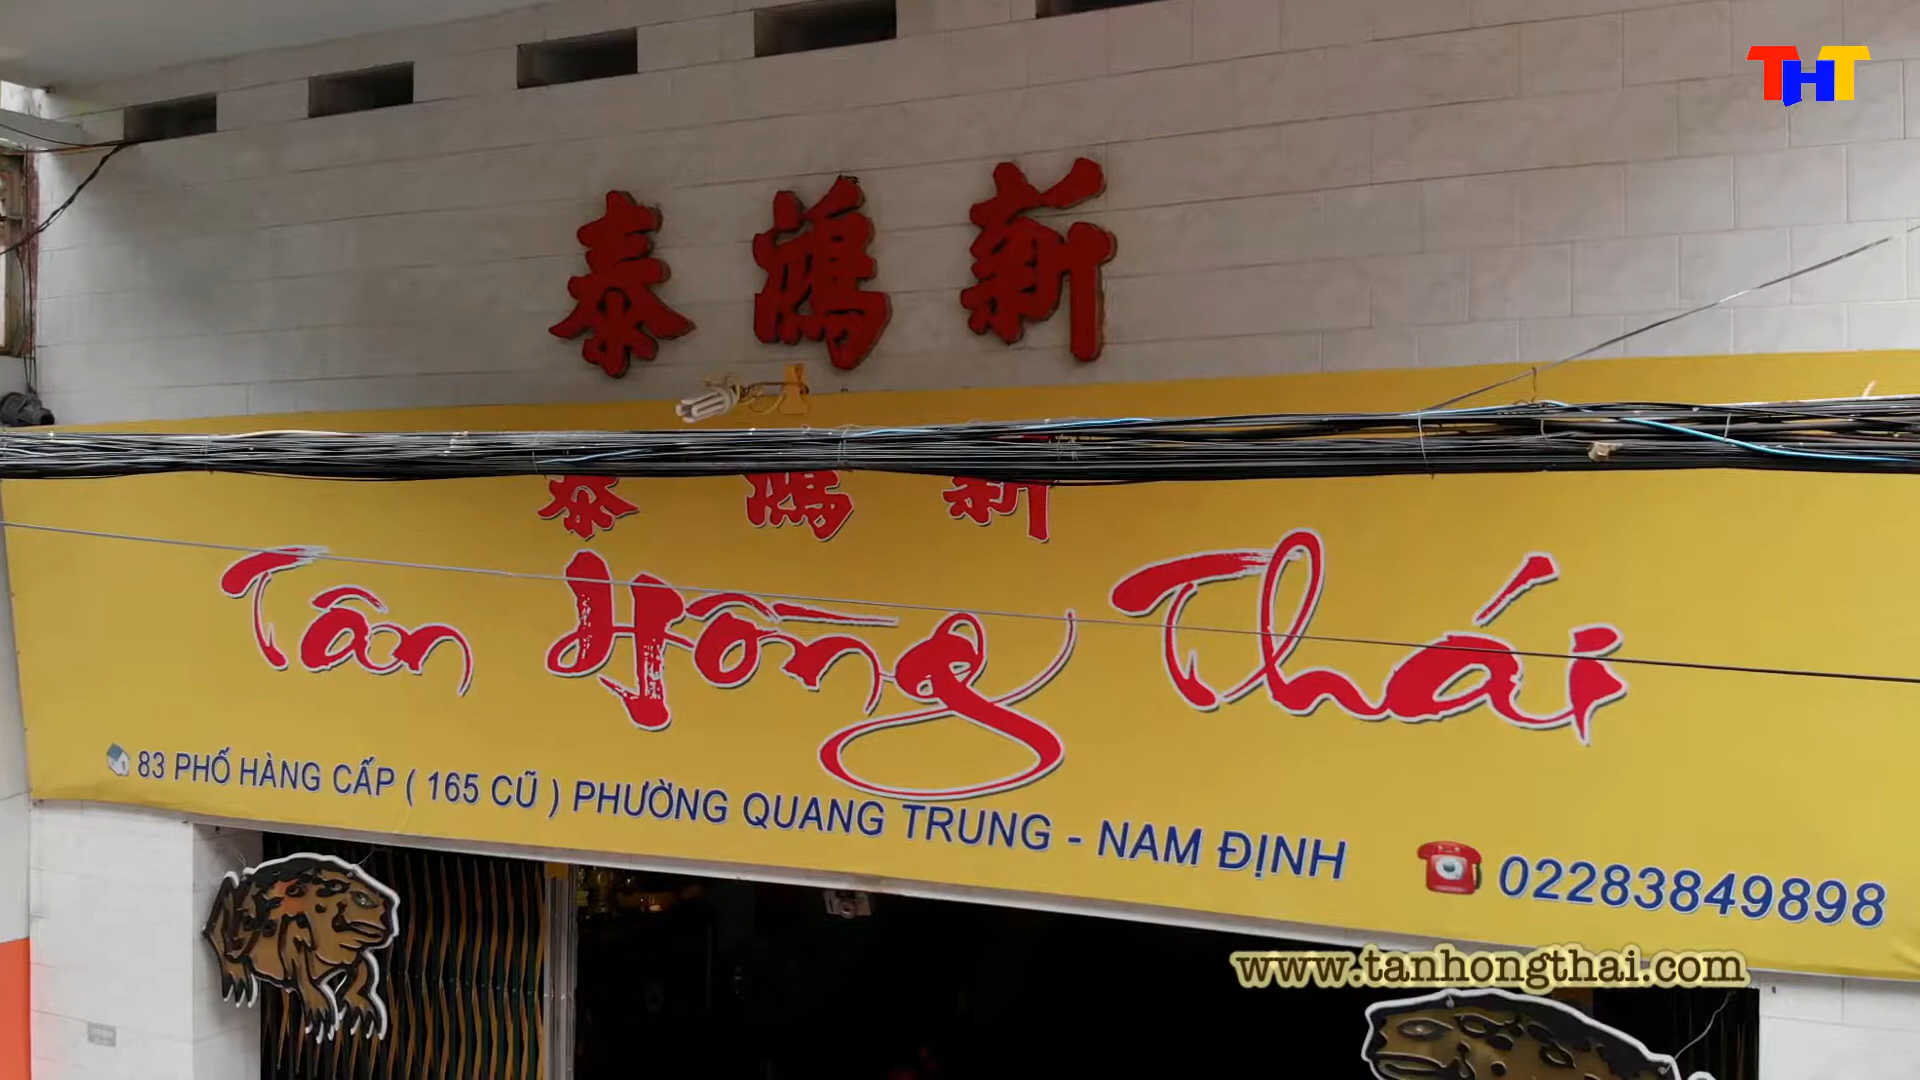 THT
泰鴻新
泰鴻新
Tân Hồng Thái
83 PHỐ HÀNG CẤP ( 165 CŨ ) PHƯỜNG QUANG TRUNG - NAM ĐỊNH
02283849898
www.tanhongthai.com